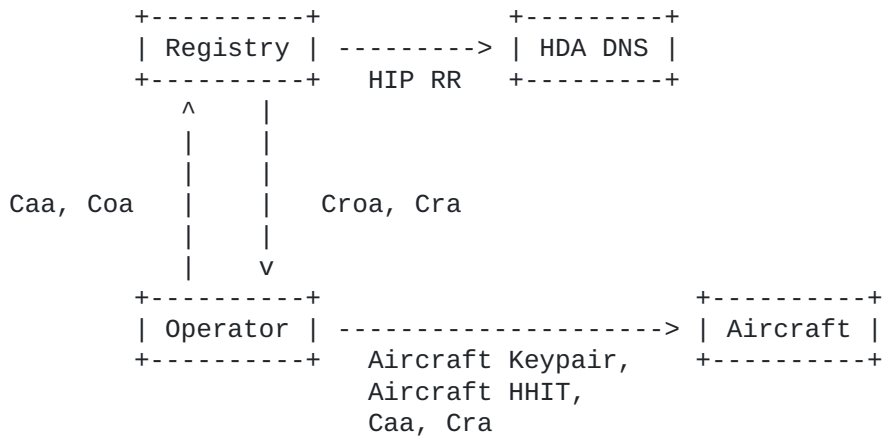 +----------+            +---------+
| Registry | ---------> | HDA DNS |
+----------+   HIP RR   +---------+
   ^    |
   |    |
   |    |
Caa, Coa   |    |   Croa, Cra
   |    |
   |    v
+----------+                        +----------+
| Operator | ---------------------> | Aircraft |
+----------+   Aircraft Keypair,    +----------+
Aircraft HHIT,
Caa, Cra